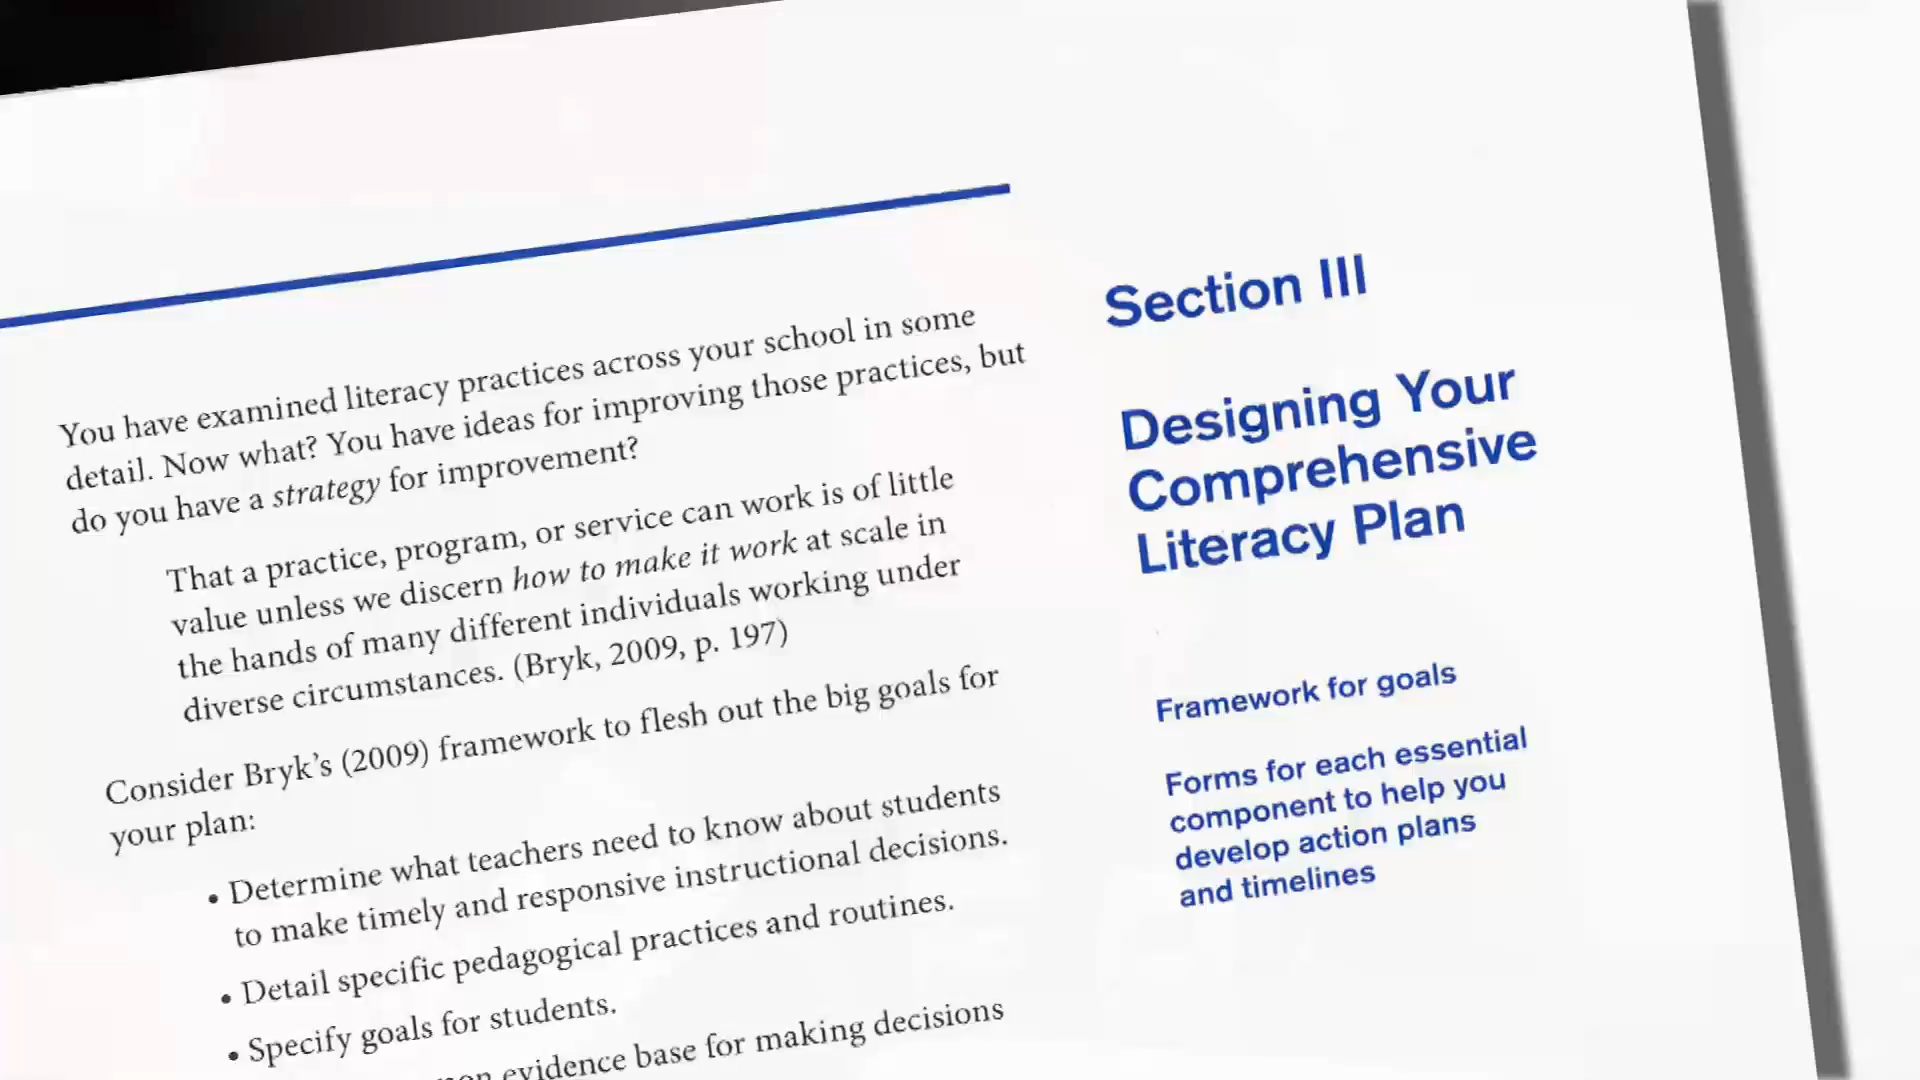 You have examined literacy practices across your school in some
detail. Now what? You have ideas for improving those practices, but
do you have a strategy for improvement?
That a practice, program, or service can work is of little
value unless we discern how to make it work at scale in
the hands of many different individuals working under
diverse circumstances. (Bryk, 2009, p. 197)
Consider Bryk's (2009) framework to flesh out the big goals for
your plan:
• Determine what teachers need to know about students
to make timely and responsive instructional decisions.
• Detail specific pedagogical practices and routines.
• Specify goals for students.
evidence base for making decisions
Section III
Designing Your
Comprehensive
Literacy Plan
Framework for goals
Forms for each essential
component to help you
develop action plans
and timelines